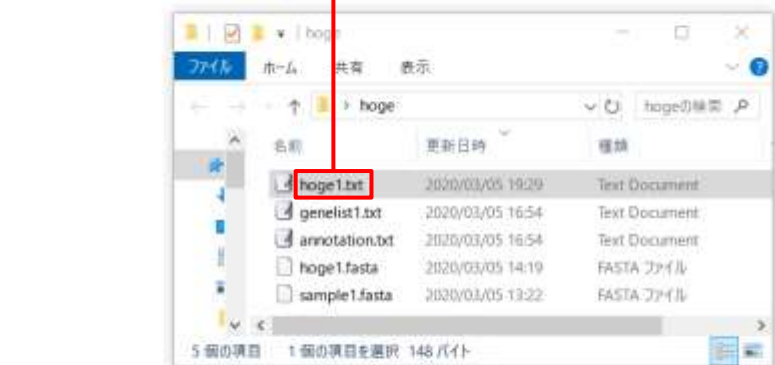 hoge
ファイル ホーム 共有 表示
hoge hogeの検索
名前 更新日時 種類
hoge1.txt 2020/03/05 19:29 Text Document
genelist1.txt 2020/03/05 16:54 Text Document
annotation.txt 2020/03/05 16:54 Text Document
hoge1.fasta 2020/03/05 14:19 FASTA ファイル
sample1.fasta 2020/03/05 13:22 FASTA ファイル
5 個の項目 1 個の項目を選択 148 バイト